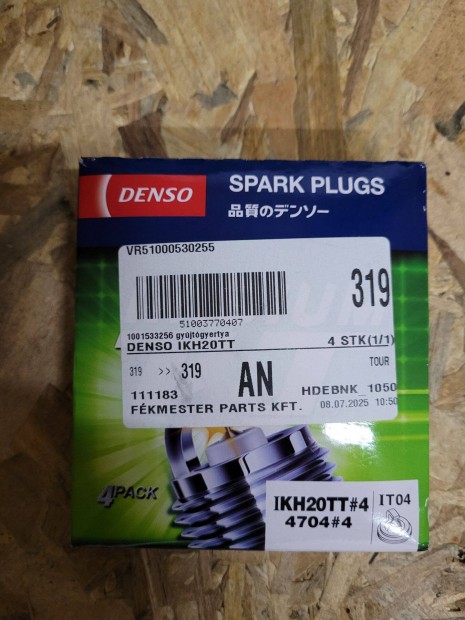 DENSO
SPARK PLUGS
品質のデンソー
VR51000530255
319
51003770407
1001533256 gyújtógyertya
DENSO IKH20TT
4 STK(1/1)
319 >> 319
AN
TOUR
111183
HDEBNK 1050
FÉKMESTER PARTS KFT.
08.07.2025 10:50
4PACK
IKH20TT#4
4704#4
IT04